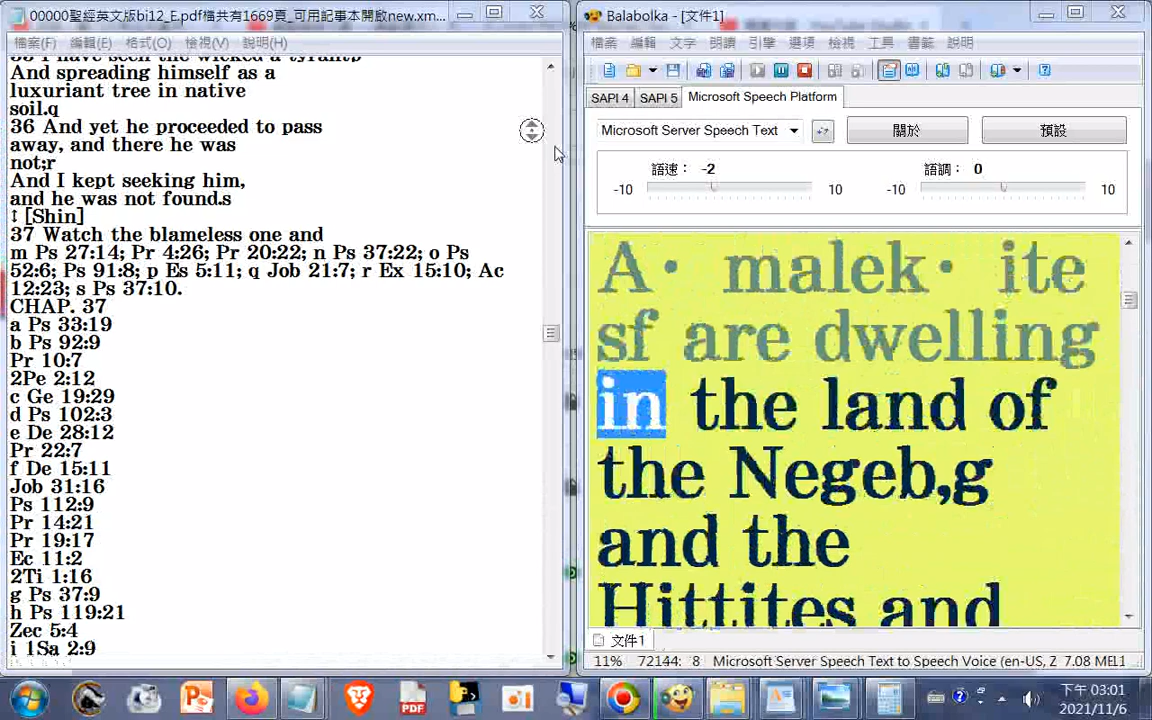 00000聖經英文版bi12_E.pdf檔共有1669頁_可用記事本開啟new.xm...
檔案(F) 編輯(E) 格式(O) 檢視(V) 說明(H)
35 I have seen the wicked a tyrant,p
And spreading himself as a
luxuriant tree in native
soil.q
36 And yet he proceeded to pass
away, and there he was
not;r
And I kept seeking him,
and he was not found.s
[Shin]
37 Watch the blameless one and
m Ps 27:14; Pr 4:26; Pr 20:22; n Ps 37:22; o Ps
52:6; Ps 91:8; p Es 5:11; q Job 21:7; r Ex 15:10; Ac
12:23; s Ps 37:10.
CHAP. 37
a Ps 33:19
b Ps 92:9
Pr 10:7
2Pe 2:12
c Ge 19:29
d Ps 102:3
e De 28:12
Pr 22:7
f De 15:11
Job 31:16
Ps 112:9
Pr 14:21
Pr 19:17
Ec 11:2
2Ti 1:16
g Ps 37:9
h Ps 119:21
Zec 5:4
i 1Sa 2:9
Balabolka - [文件1]
檔案 編輯 文字 朗讀 引擎 選項 檢視 工具 書籤 說明
SAPI 4 SAPI 5 Microsoft Speech Platform
Microsoft Server Speech Text 關於 預設
語速： -2 語調： 0
-10 10 -10 10
A· malek· ite
sf are dwelling
in the land of
the Negeb,g
and the
Hittites and
文件1
11% 72144: 8 Microsoft Server Speech Text to Speech Voice (en-US, Z 7.08 MB
下午 03:01
2021/11/6